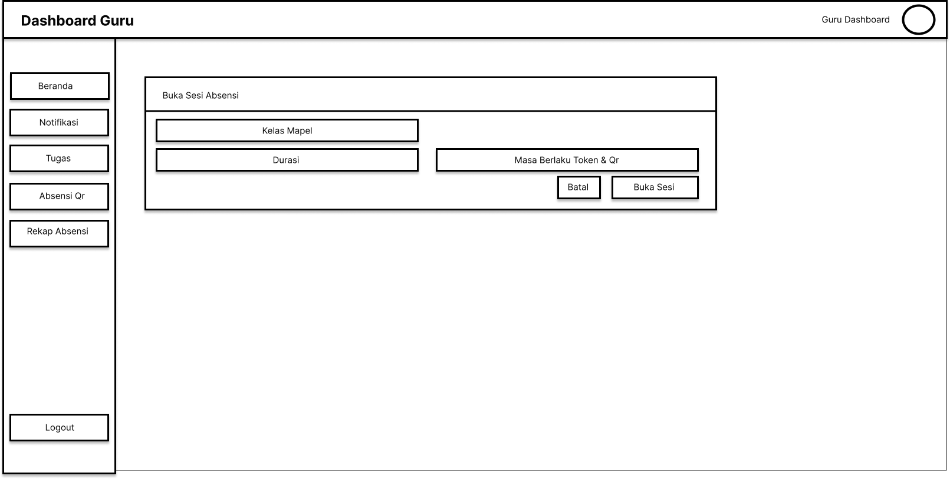 Dashboard Guru
Guru Dashboard
Beranda
Notifikasi
Tugas
Absensi Qr
Rekap Absensi
Logout
Buka Sesi Absensi
Kelas Mapel
Durasi
Masa Berlaku Token & Qr
Batal
Buka Sesi